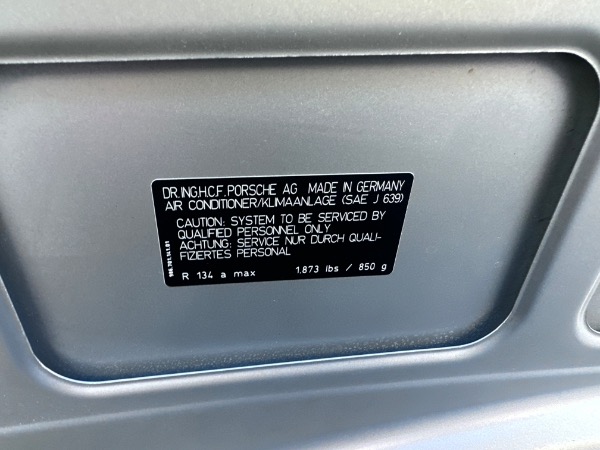 DR.ING.H.C.F.PORSCHE AG MADE IN GERMANY
AIR CONDITIONER/KLIMAANLAGE (SAE J 639)
CAUTION: SYSTEM TO BE SERVICED BY
QUALIFIED PERSONNEL ONLY
ACHTUNG: SERVICE NUR DURCH QUALI-
FIZIERTES PERSONAL
R 134 a max 1.873 lbs / 850 g